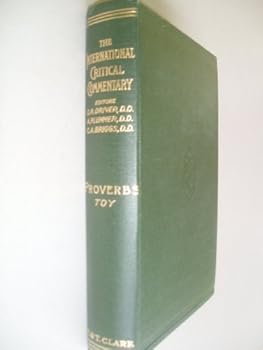 THE
INTERNATIONAL
CRITICAL
COMMENTARY
EDITORS
S.R.DRIVER, D.D.
A.PLUMMER, D.D.
C.A.BRIGGS, D.D.
PROVERBS
TOY
T&T. CLARK